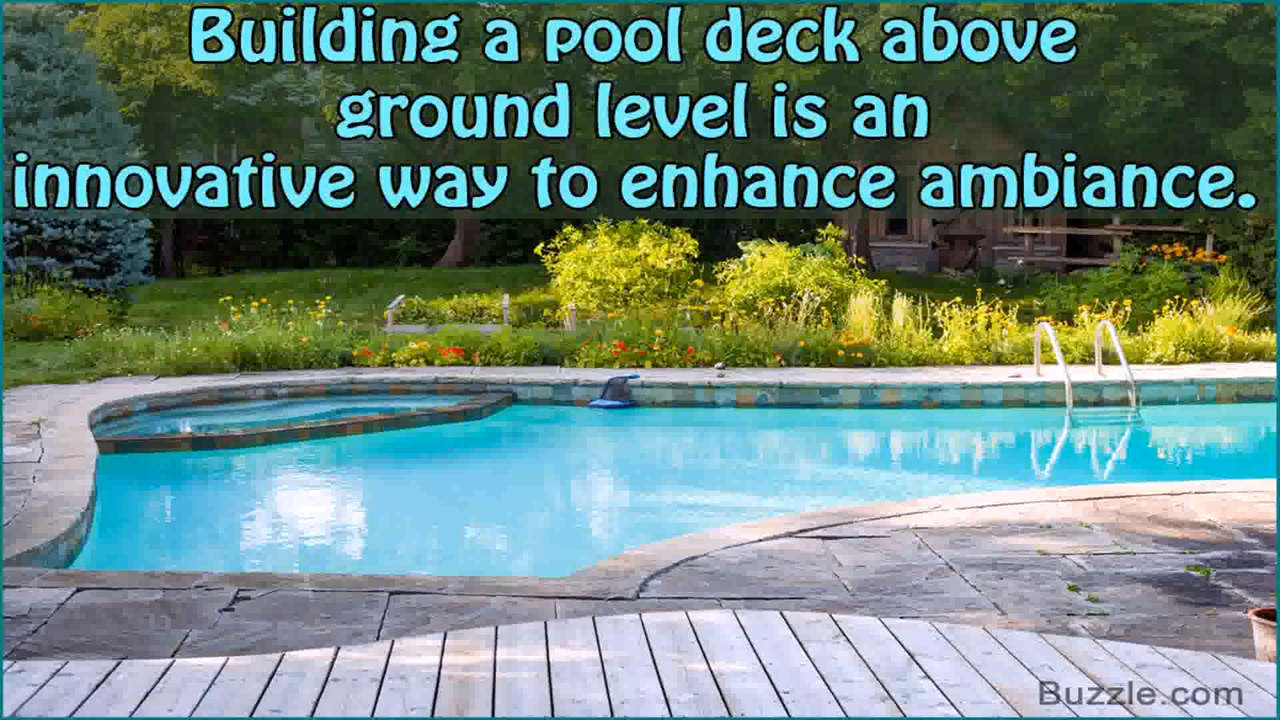 Building a pool deck above
ground level is an
innovative way to enhance ambiance.
Buzzle.com